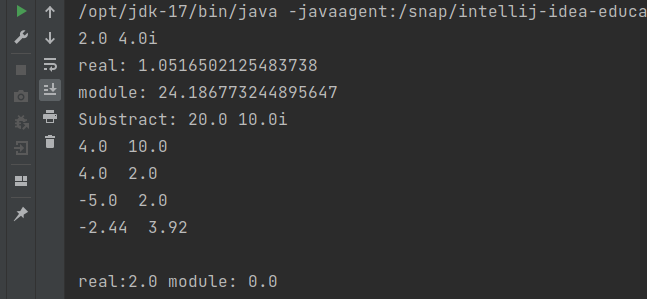 /opt/jdk-17/bin/java -javaagent:/snap/intellij-idea-educa
2.0 4.0i
real: 1.0516502125483738
module: 24.186773244895647
Substract: 20.0 10.0i
4.0  10.0
4.0  2.0
-5.0  2.0
-2.44  3.92
real:2.0 module: 0.0